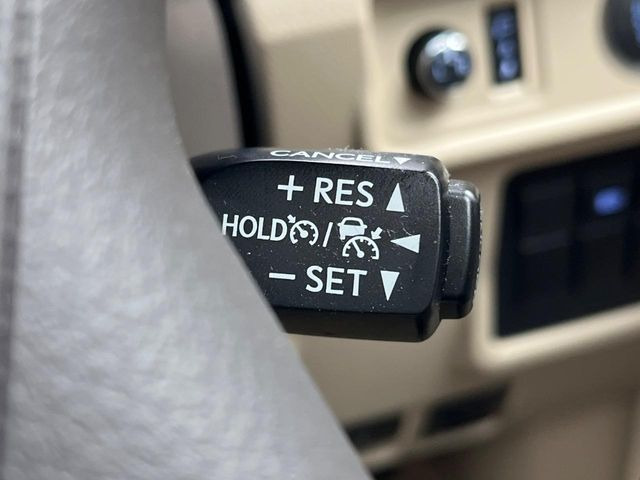 CANCEL▼
+ RES ▲
HOLD / ◀
− SET ▼